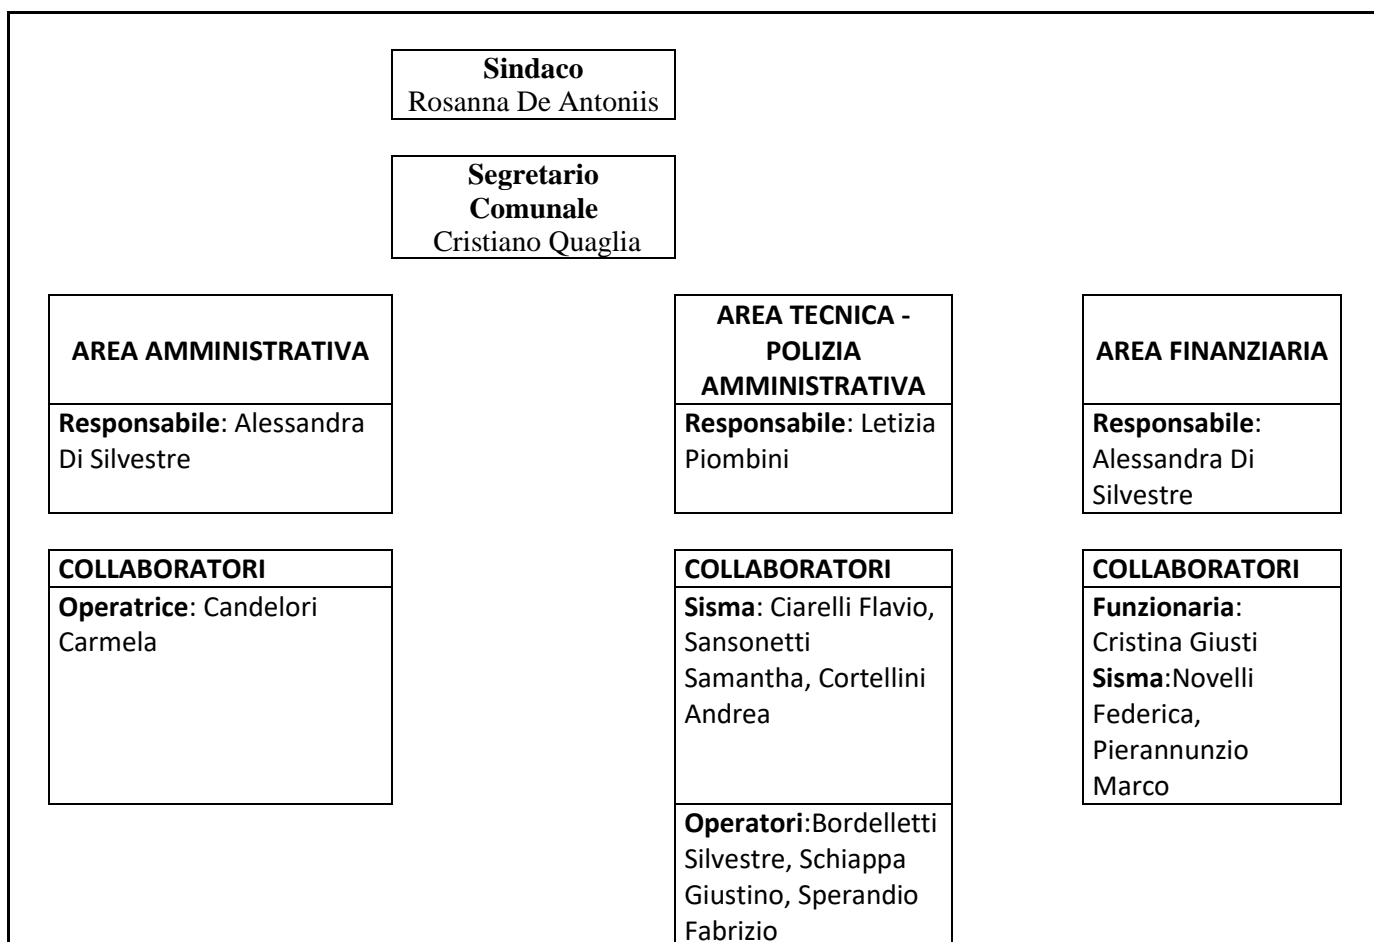 Sindaco
Rosanna De Antoniis
Segretario
Comunale
Cristiano Quaglia
AREA AMMINISTRATIVA
Responsabile: Alessandra
Di Silvestre
COLLABORATORI
Operatrice: Candelori
Carmela
AREA TECNICA -
POLIZIA
AMMINISTRATIVA
Responsabile: Letizia
Piombini
COLLABORATORI
Sisma: Ciarelli Flavio,
Sansonetti
Samantha, Cortellini
Andrea
Operatori:Bordelletti
Silvestre, Schiappa
Giustino, Sperandio
Fabrizio
AREA FINANZIARIA
Responsabile:
Alessandra Di
Silvestre
COLLABORATORI
Funzionaria:
Cristina Giusti
Sisma:Novelli
Federica,
Pierannunzio
Marco